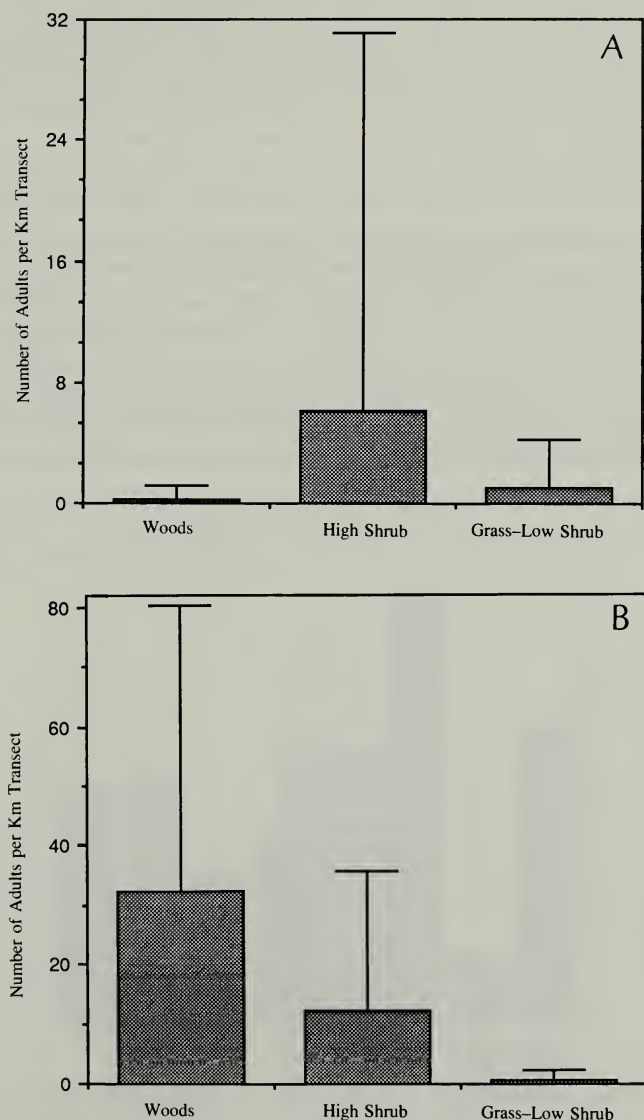 A
Number of Adults per Km Transect
32
24
16
8
0
Woods High Shrub Grass–Low Shrub
B
Number of Adults per Km Transect
80
60
40
20
0
Woods High Shrub Grass–Low Shrub